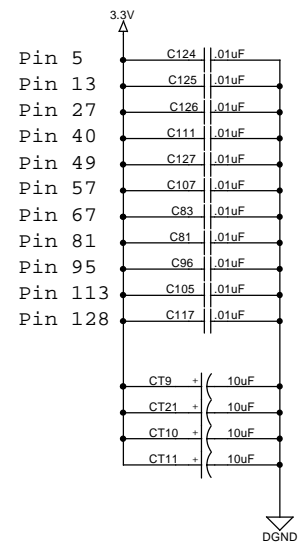 3.3V
Pin 5 C124 .01uF
Pin 13 C125 .01uF
Pin 27 C126 .01uF
Pin 40 C111 .01uF
Pin 49 C127 .01uF
Pin 57 C107 .01uF
Pin 67 C83 .01uF
Pin 81 C81 .01uF
Pin 95 C96 .01uF
Pin 113 C105 .01uF
Pin 128 C117 .01uF
CT9 + 10uF
CT21 + 10uF
CT10 + 10uF
CT11 + 10uF
DGND